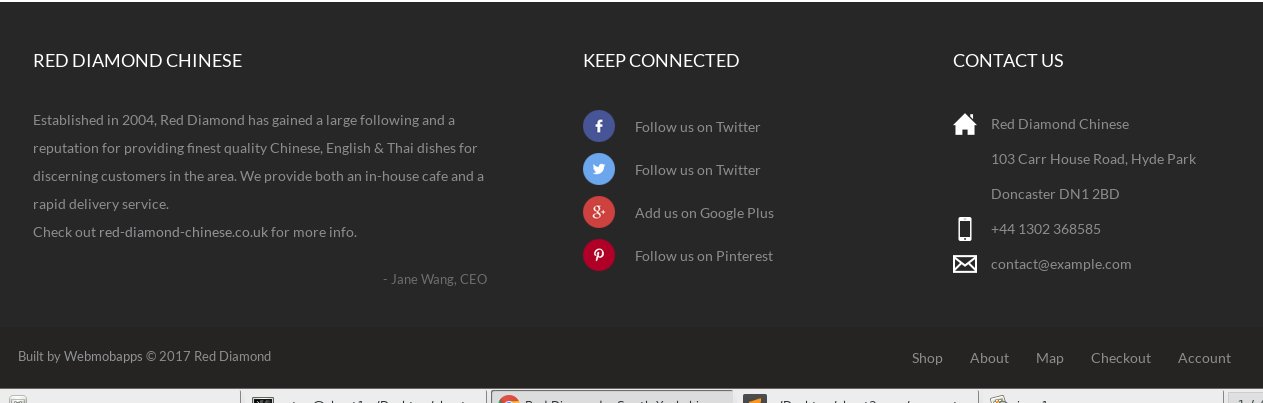 RED DIAMOND CHINESE
Established in 2004, Red Diamond has gained a large following and a
reputation for providing finest quality Chinese, English & Thai dishes for
discerning customers in the area. We provide both an in-house cafe and a
rapid delivery service.
Check out red-diamond-chinese.co.uk for more info.
- Jane Wang, CEO
KEEP CONNECTED
Follow us on Twitter
Follow us on Twitter
Add us on Google Plus
Follow us on Pinterest
CONTACT US
Red Diamond Chinese
103 Carr House Road, Hyde Park
Doncaster DN1 2BD
+44 1302 368585
contact@example.com
Built by Webmobapps © 2017 Red Diamond
Shop About Map Checkout Account